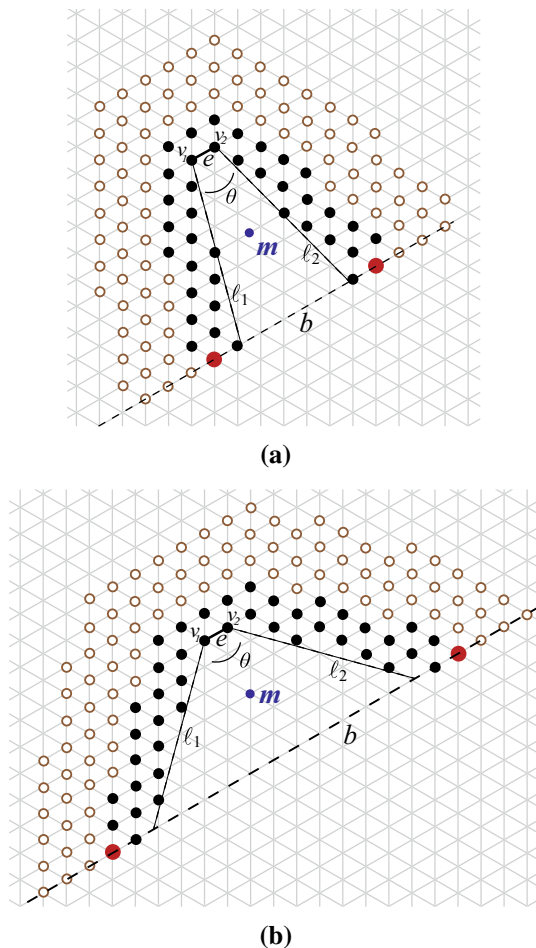 v₁
v₂
e
θ
m
ℓ₁
ℓ₂
b
(a)
v₁
v₂
e
θ
m
ℓ₁
ℓ₂
b
(b)